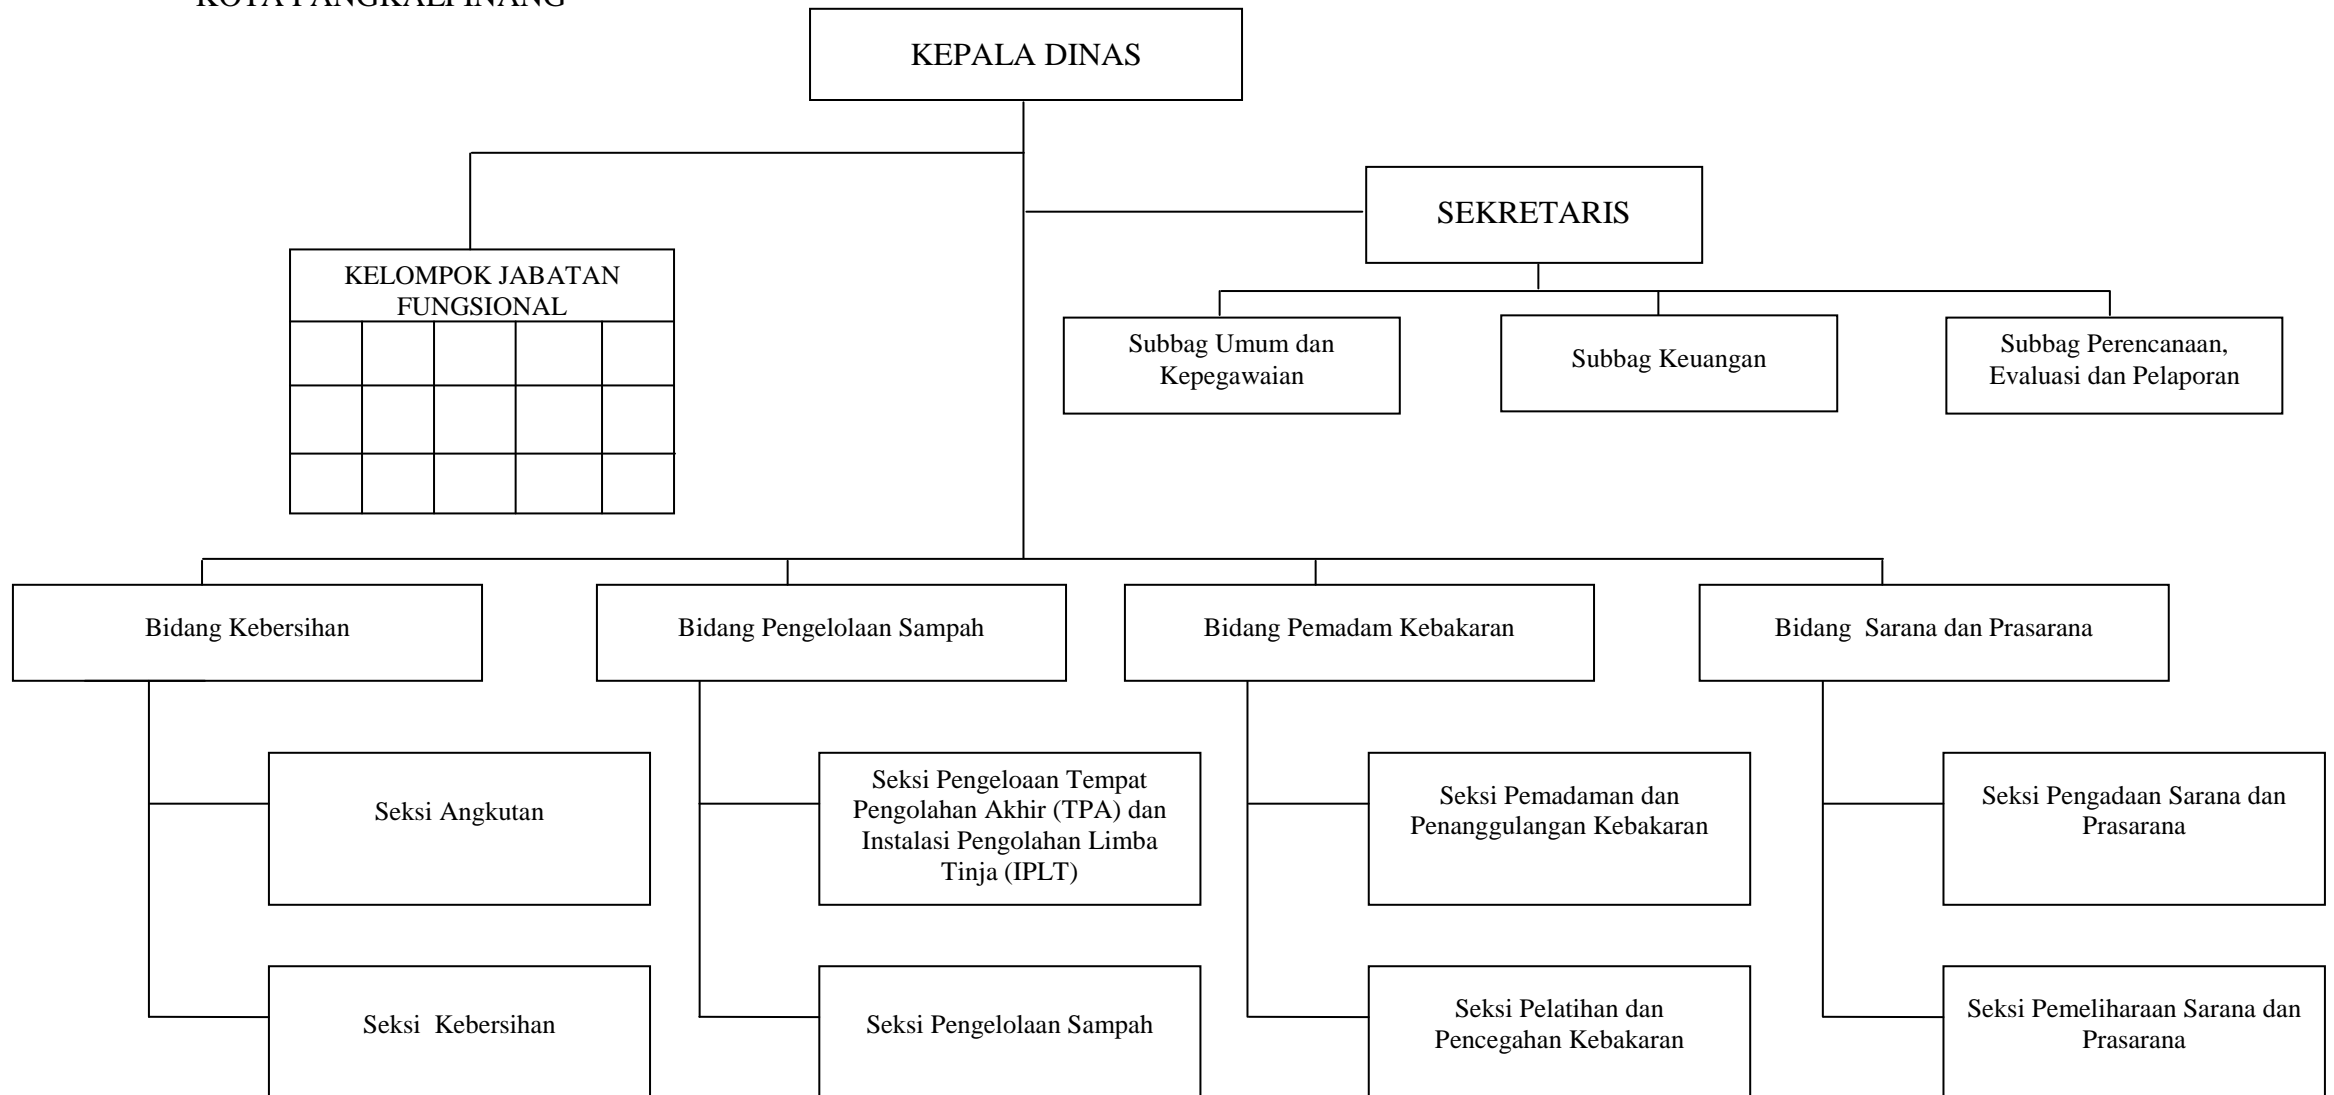 KOTA PANGKALPINANG
KEPALA DINAS
SEKRETARIS
KELOMPOK JABATAN
FUNGSIONAL
Subbag Umum dan
Kepegawaian
Subbag Keuangan
Subbag Perencanaan,
Evaluasi dan Pelaporan
Bidang Kebersihan
Bidang Pengelolaan Sampah
Bidang Pemadam Kebakaran
Bidang  Sarana dan Prasarana
Seksi Angkutan
Seksi Pengeloaan Tempat
Pengolahan Akhir (TPA) dan
Instalasi Pengolahan Limba
Tinja (IPLT)
Seksi Pemadaman dan
Penanggulangan Kebakaran
Seksi Pengadaan Sarana dan
Prasarana
Seksi  Kebersihan
Seksi Pengelolaan Sampah
Seksi Pelatihan dan
Pencegahan Kebakaran
Seksi Pemeliharaan Sarana dan
Prasarana